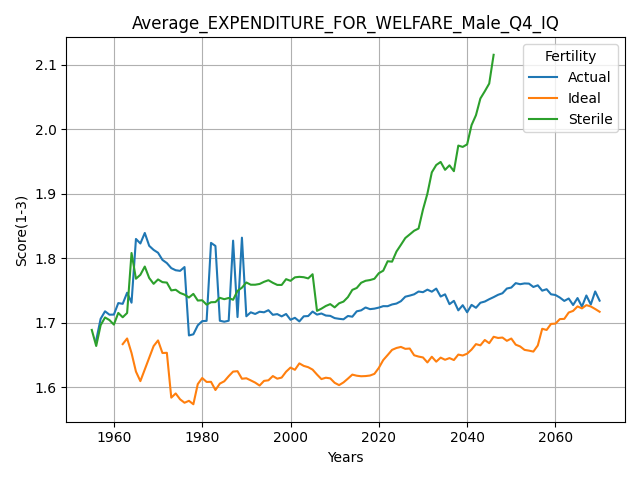 Average_EXPENDITURE_FOR_WELFARE_Male_Q4_IQ
Fertility
Actual
Ideal
Sterile
Score(1-3)
2.1
2.0
1.9
1.8
1.7
1.6
1960 1980 2000 2020 2040 2060
Years